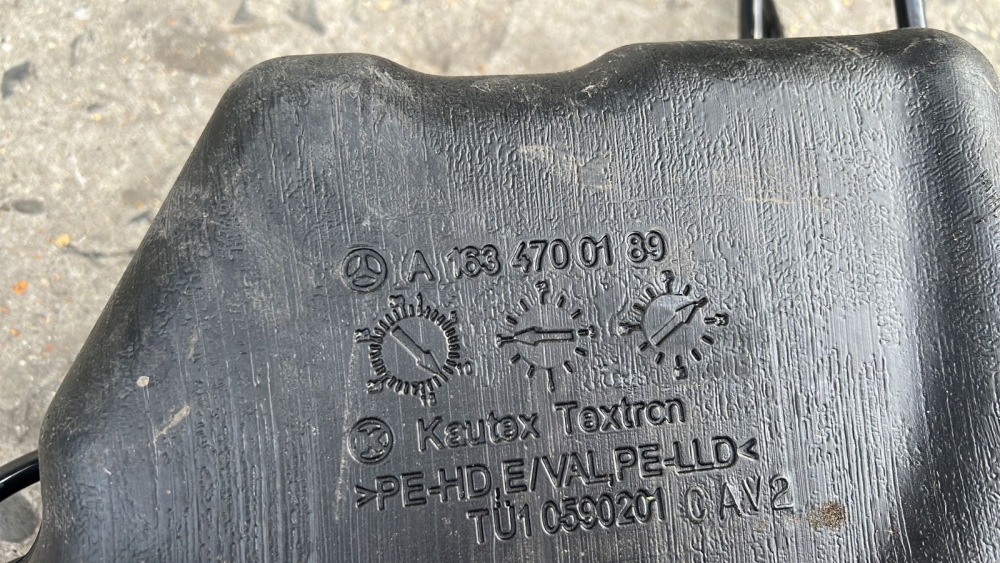 A 163 470 01 89
Kautex Textron
>PE-HD,E/VAL,PE-LLD<
TÜ1 0590201 C AV2